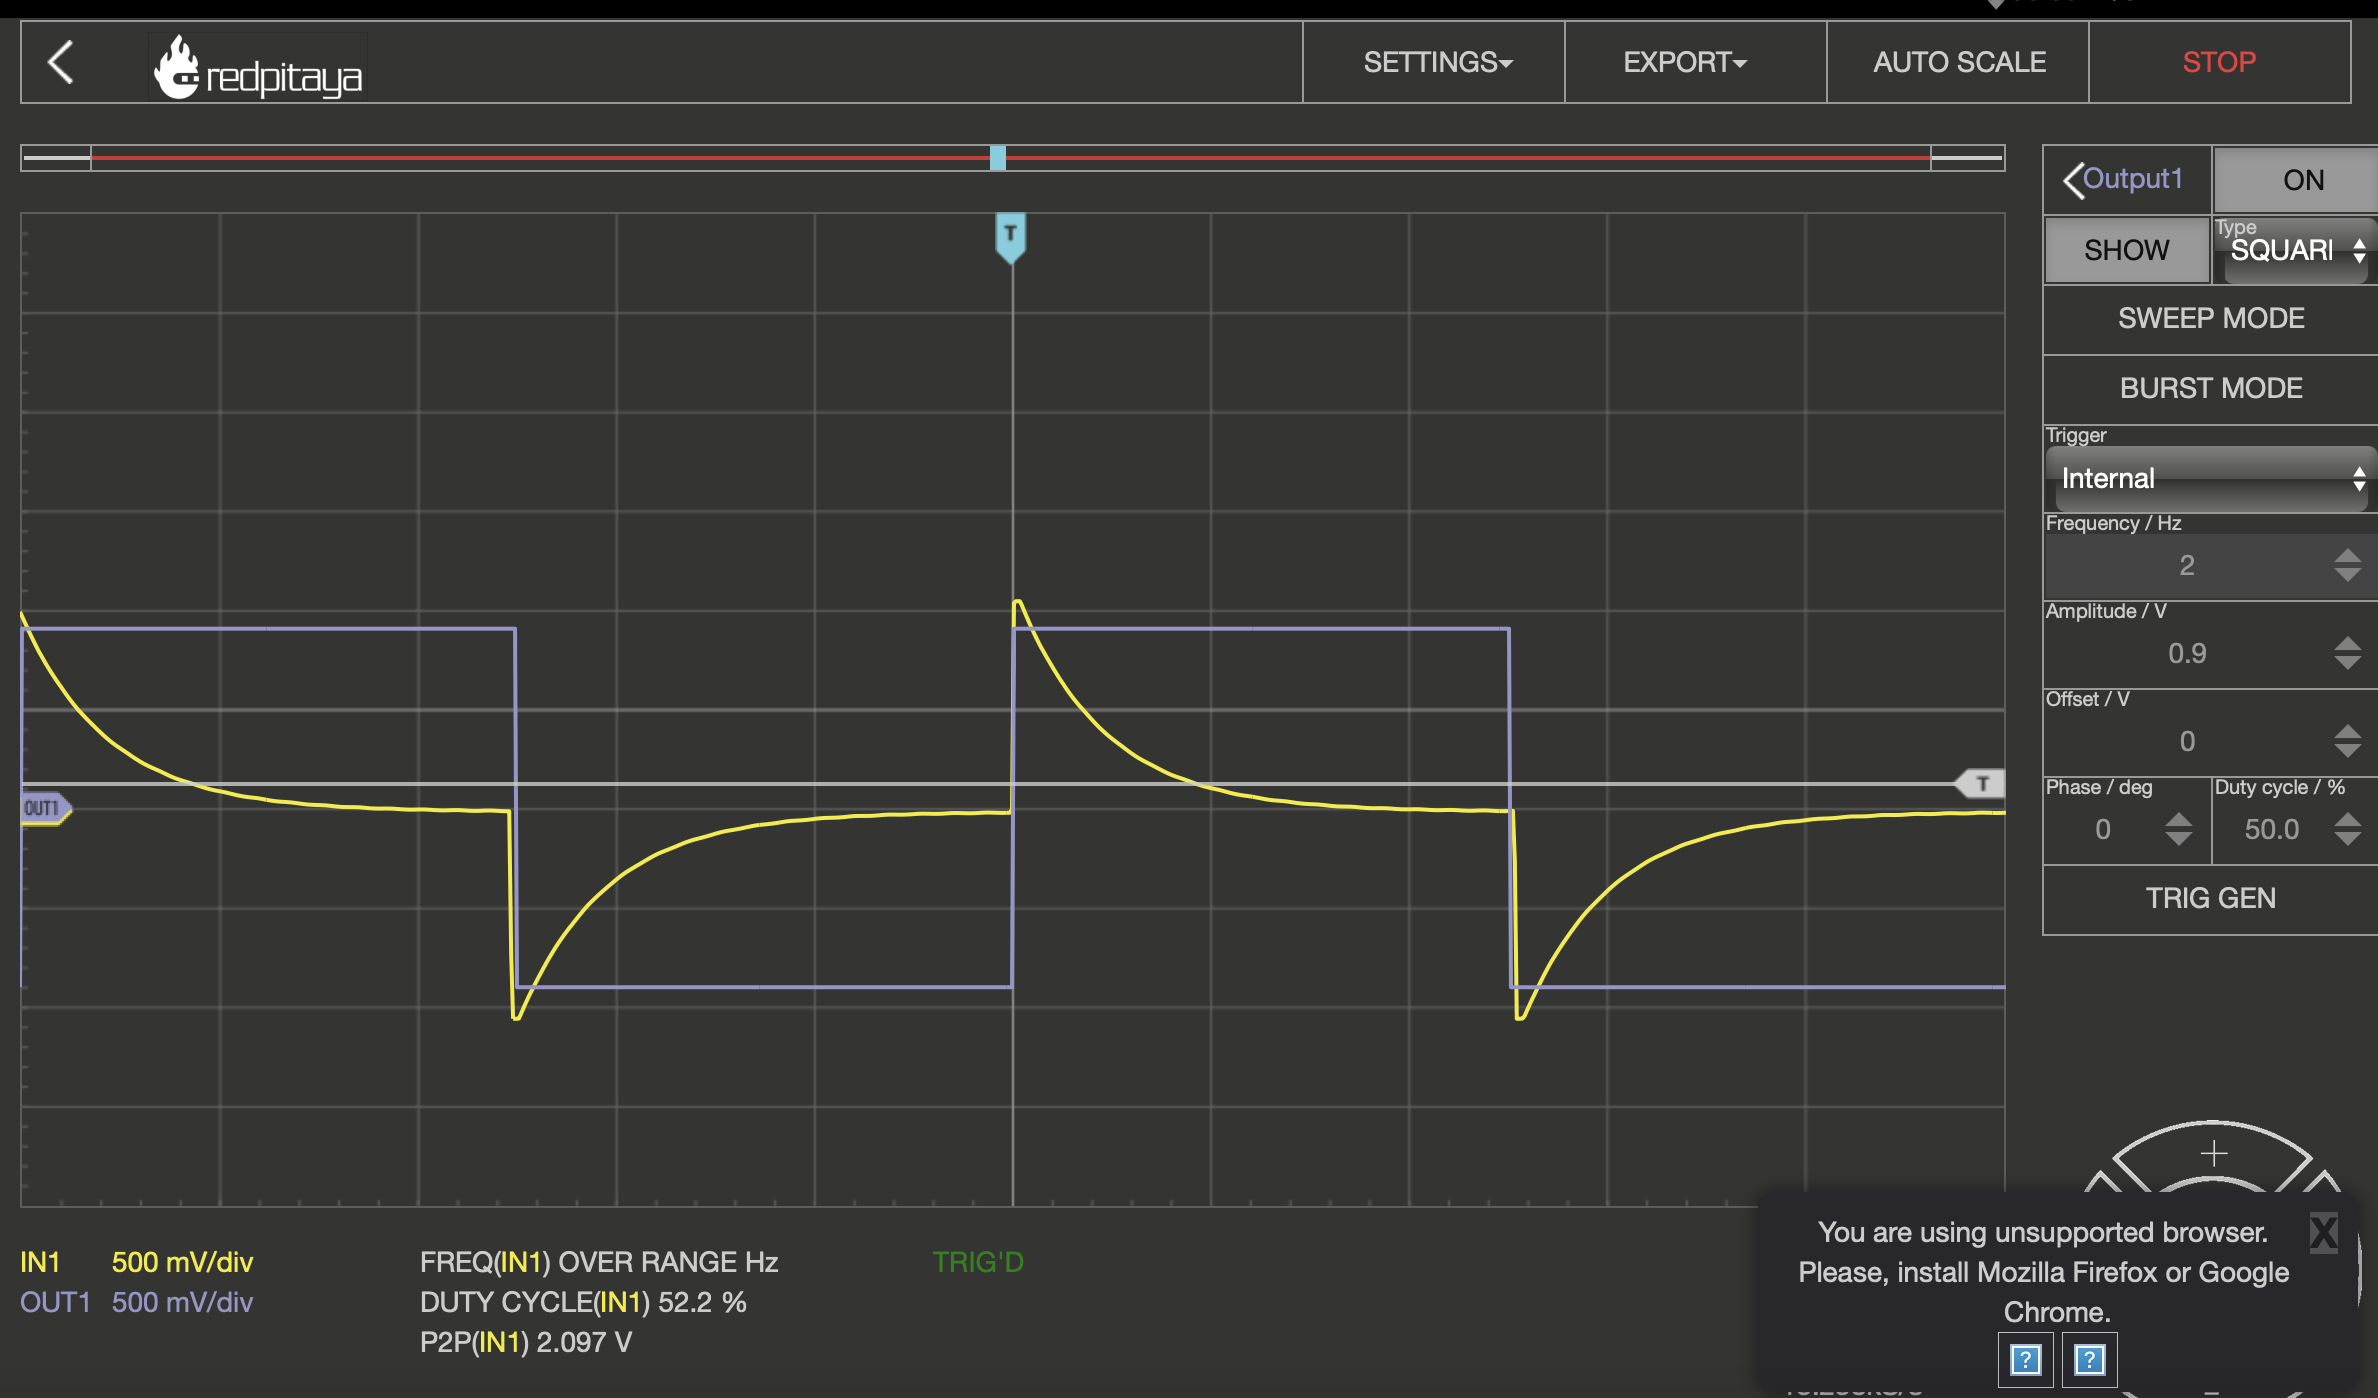 redpitaya
SETTINGS
EXPORT
AUTO SCALE
STOP
Output1
ON
SHOW
Type
SQUARI
SWEEP MODE
BURST MODE
Trigger
Internal
Frequency / Hz
2
Amplitude / V
0.9
Offset / V
0
Phase / deg
0
Duty cycle / %
50.0
TRIG GEN
T
T
OUT1
IN1 500 mV/div
OUT1 500 mV/div
FREQ(IN1) OVER RANGE Hz
DUTY CYCLE(IN1) 52.2 %
P2P(IN1) 2.097 V
TRIG'D
You are using unsupported browser.
Please, install Mozilla Firefox or Google
Chrome.
X
?
?